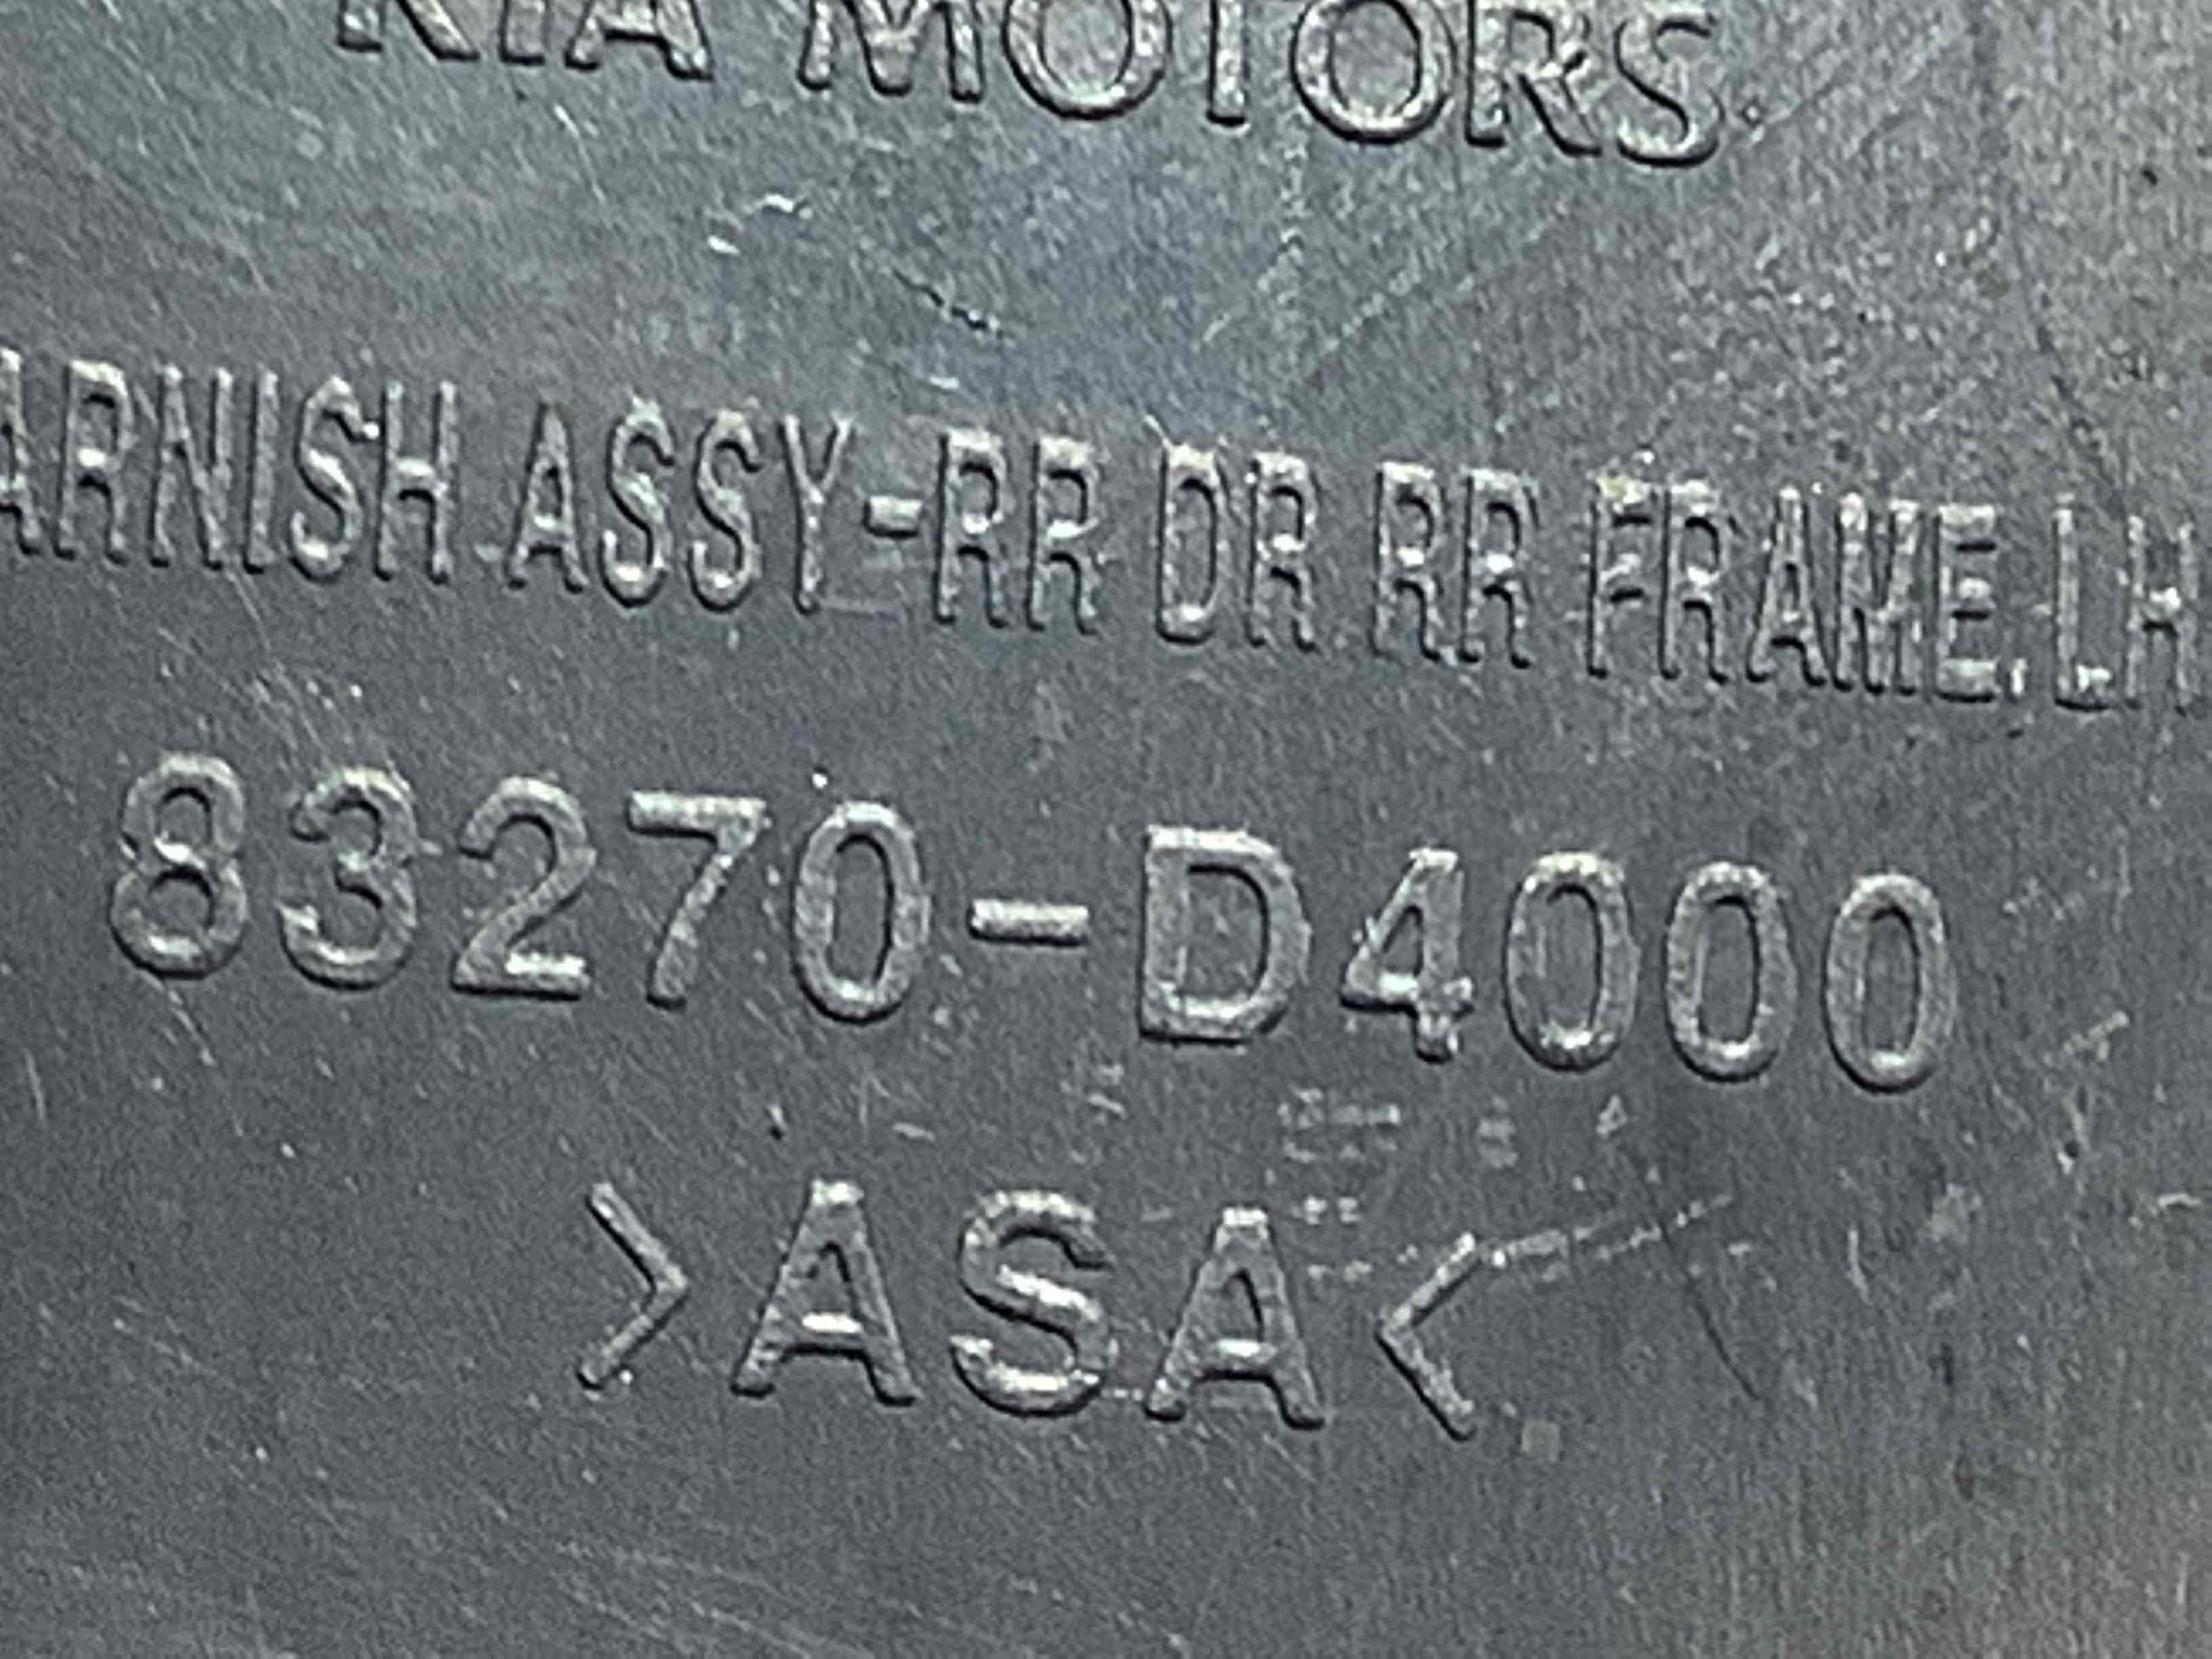 KIA MOTORS
ARNISH ASSY-RR DR RR FRAME.LH
83270-D4000
>ASA<